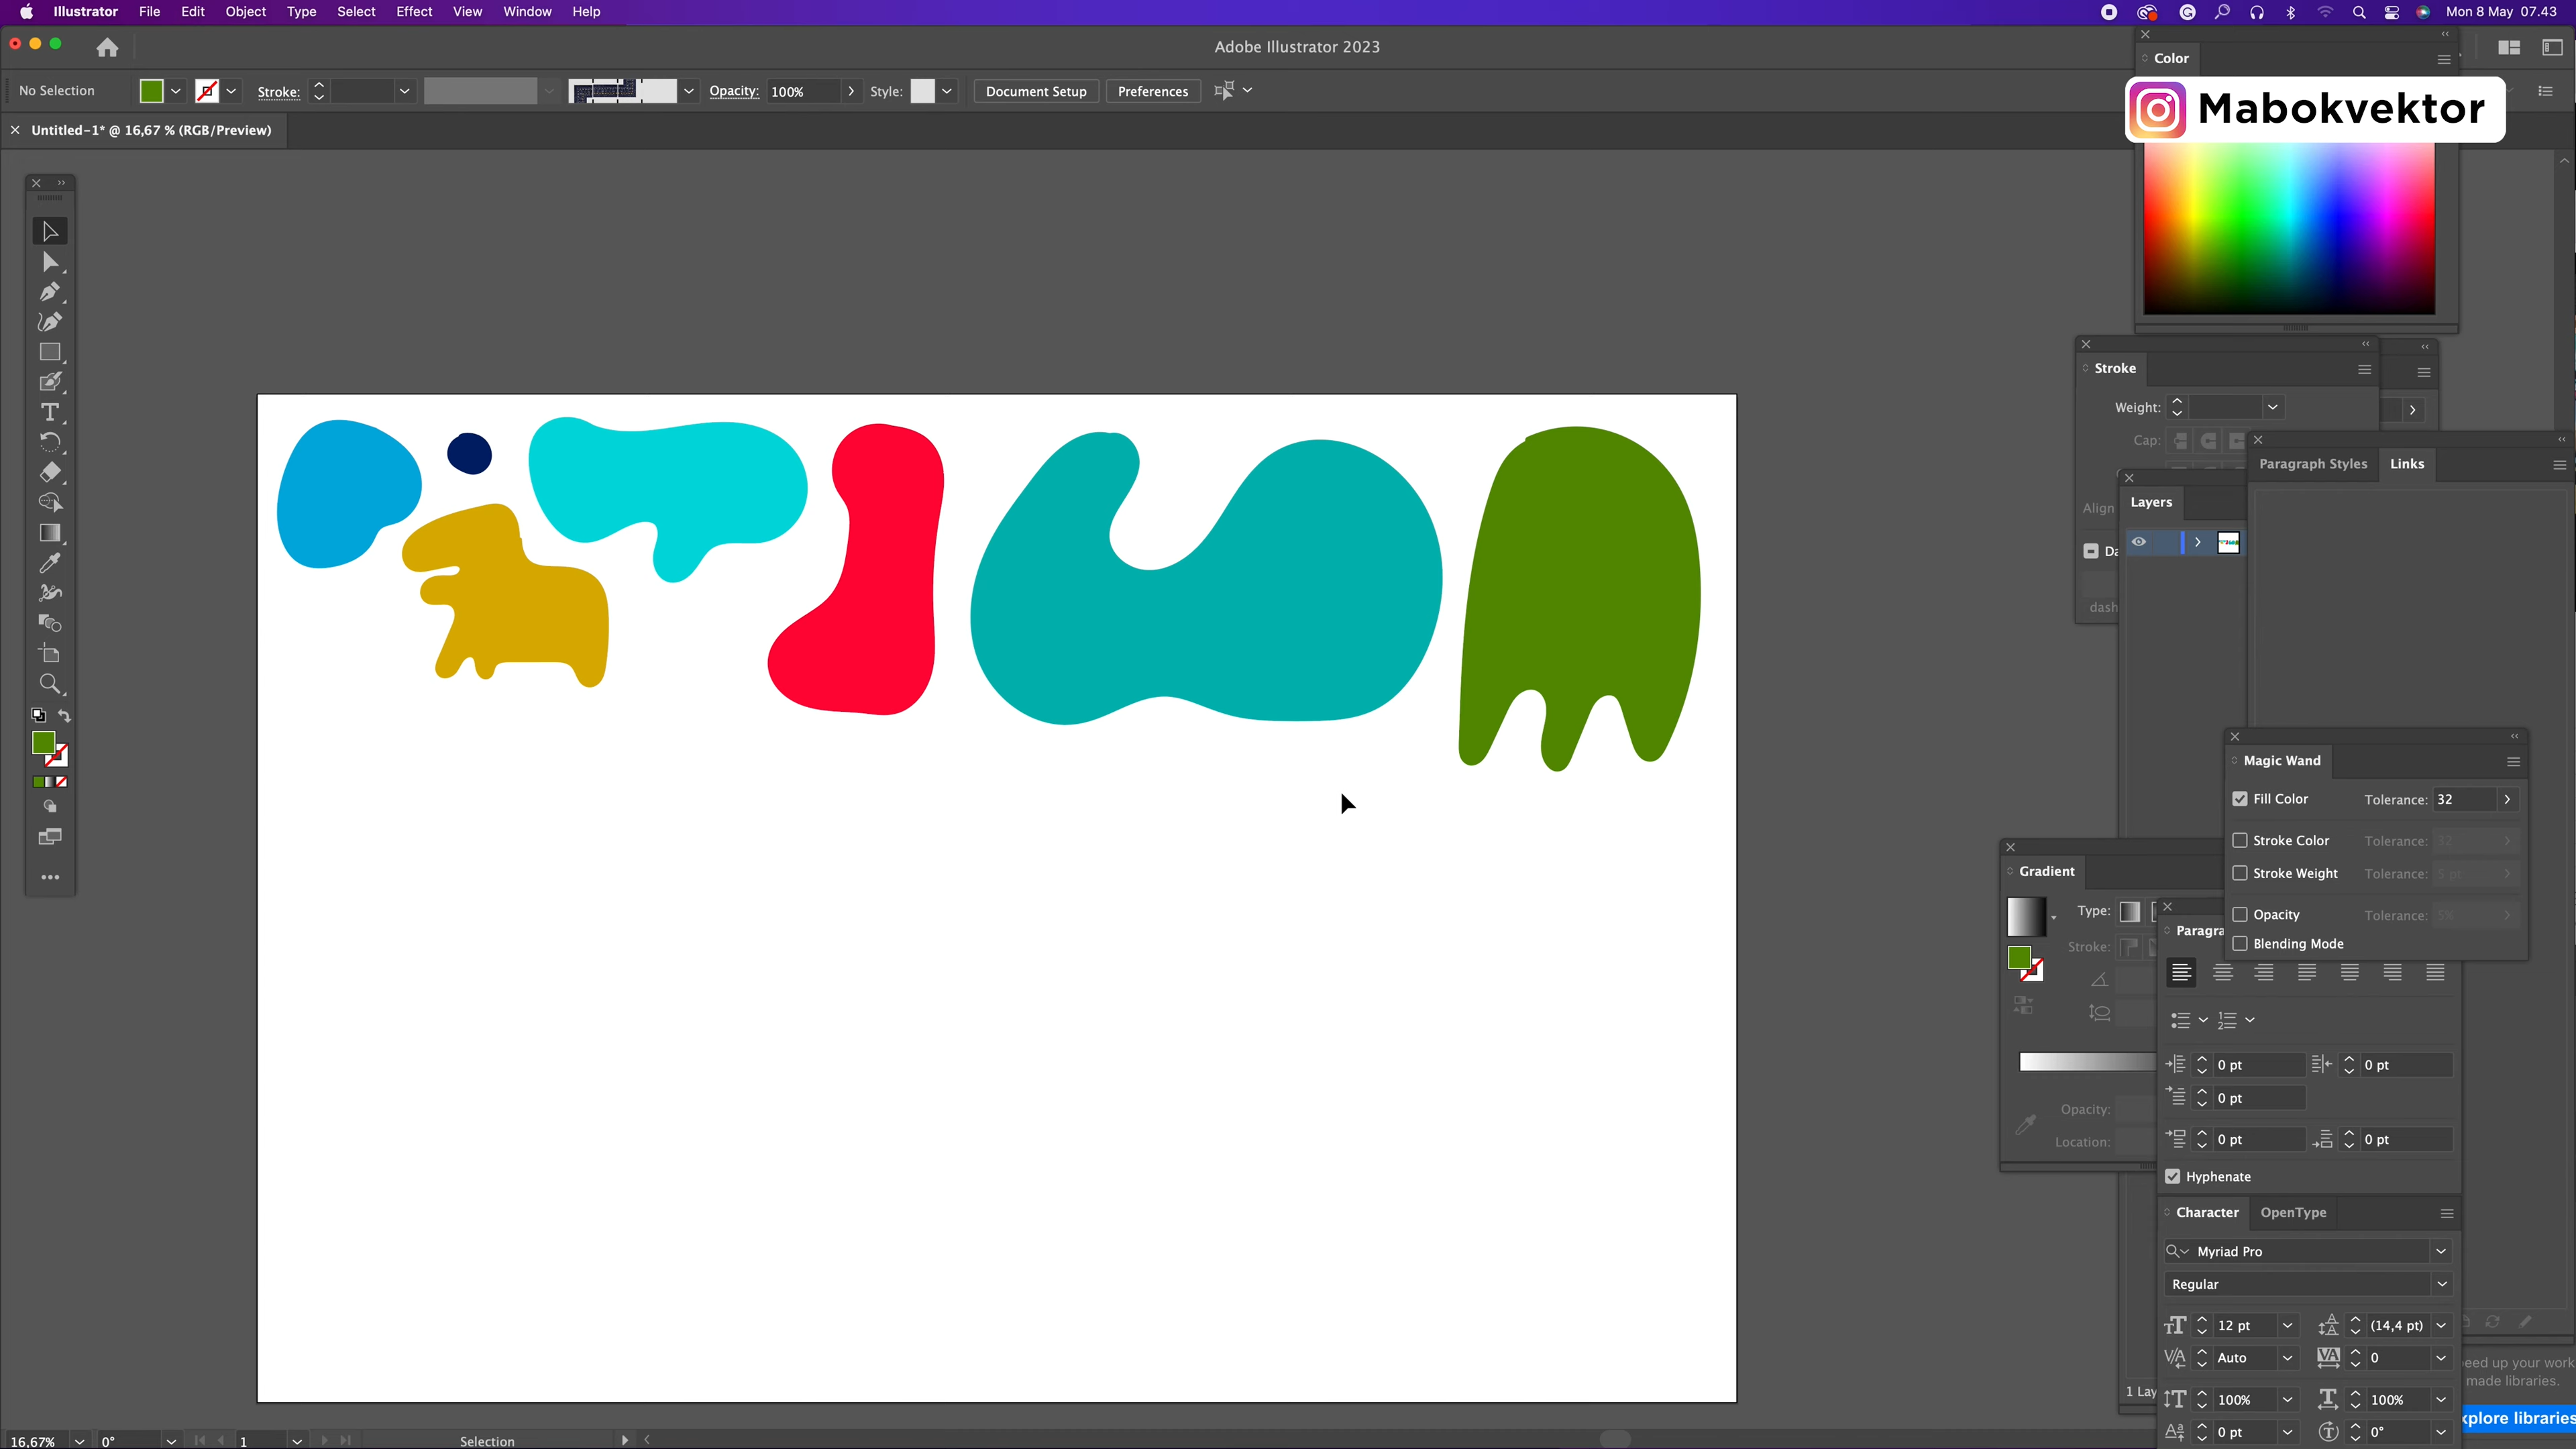 Illustrator File Edit Object Type Select Effect View Window Help
Mon 8 May 07.43
Adobe Illustrator 2023
Color
No Selection
Stroke:
Opacity: 100%
Style:
Document Setup
Preferences
Mabokvektor
Untitled-1* @ 16,67 % (RGB/Preview)
Stroke
Weight:
Cap:
Align
Da
dash
Paragraph Styles Links
Layers
Magic Wand
Fill Color Tolerance: 32
Stroke Color Tolerance: 32
Stroke Weight Tolerance: 5 pt
Opacity Tolerance: 5%
Blending Mode
Gradient
Type:
Stroke:
Opacity:
Location:
Paragra
0 pt 0 pt
0 pt
0 pt 0 pt
Hyphenate
Character OpenType
Myriad Pro
Regular
12 pt (14,4 pt)
Auto 0
100% 100%
0 pt 0°
1 Lay
eed up your work
made libraries.
xplore libraries
16,67% 0° 1 Selection